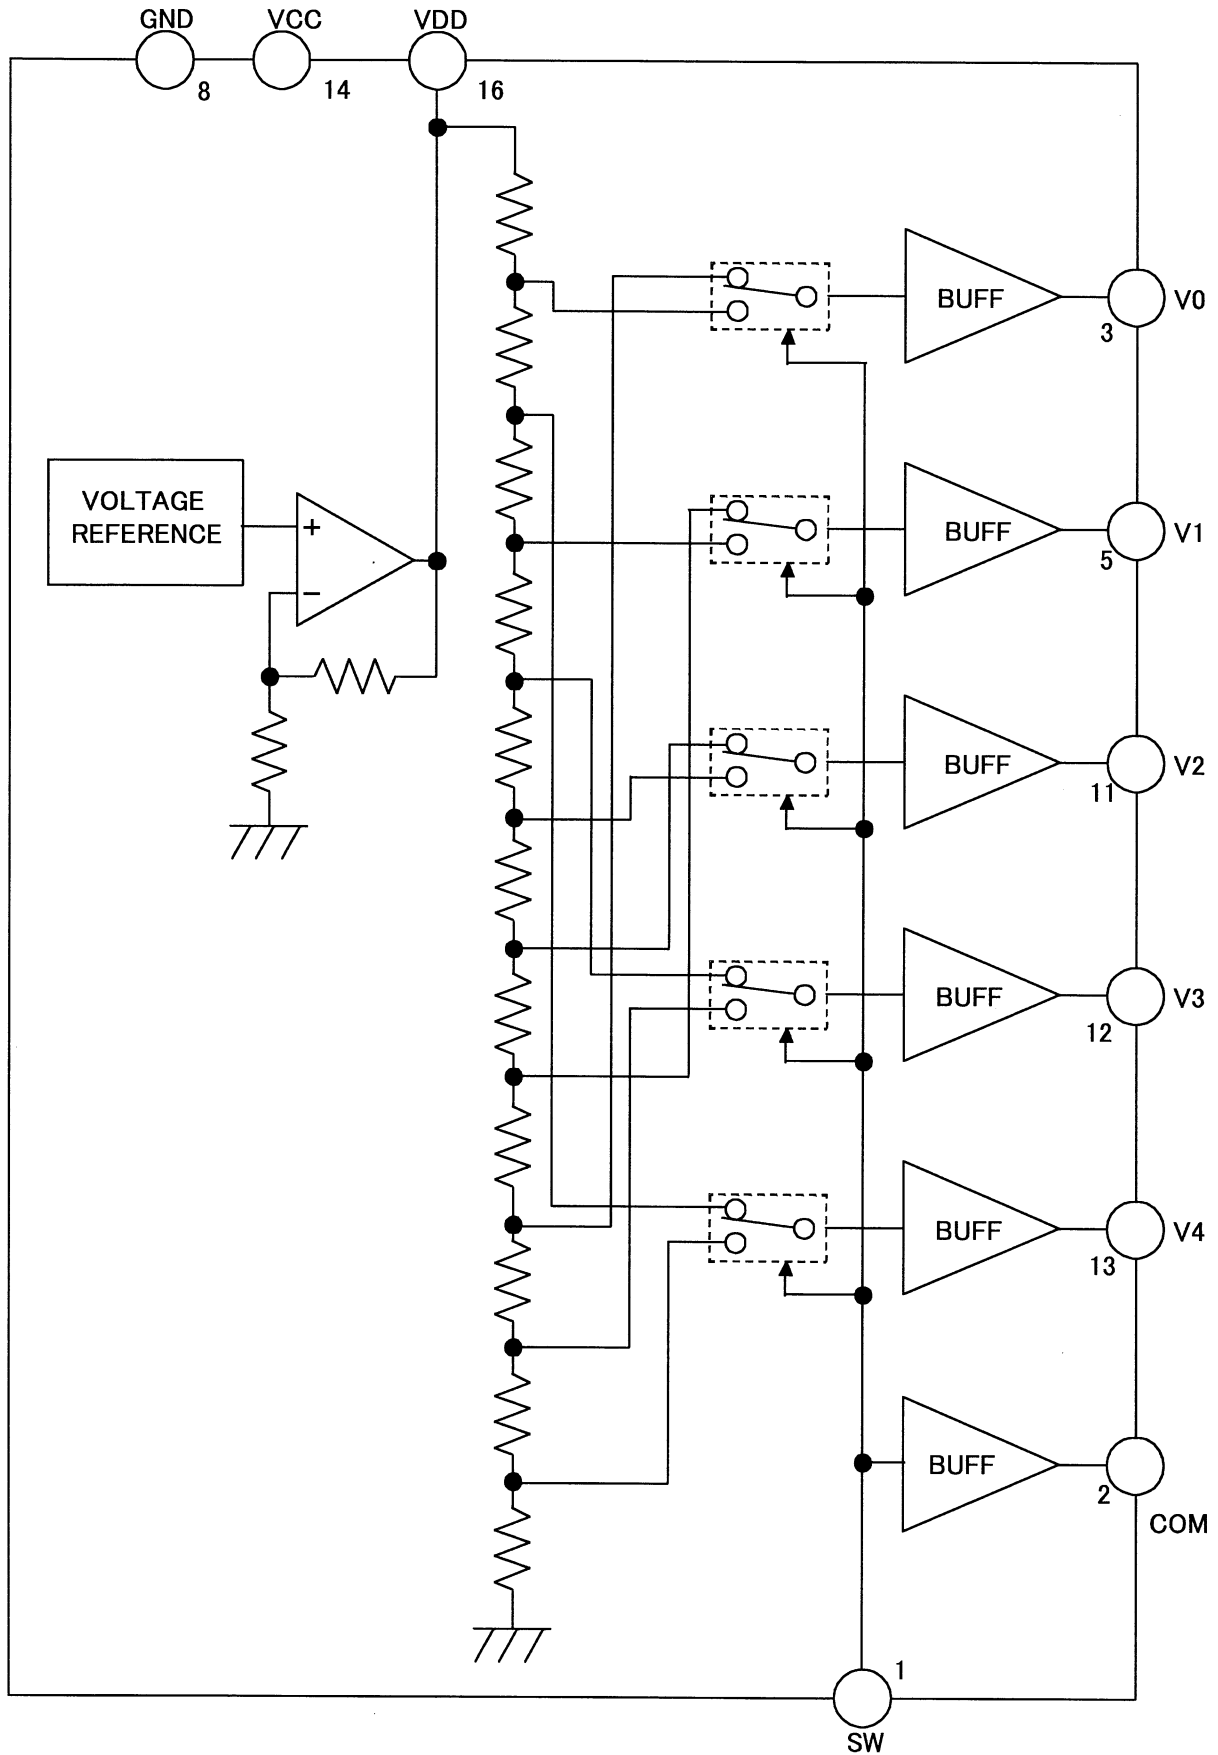 GND
VCC
VDD
8
14
16
BUFF
V0
3
VOLTAGE
REFERENCE
+
−
BUFF
V1
5
BUFF
V2
11
BUFF
V3
12
BUFF
V4
13
BUFF
2
COM
1
SW